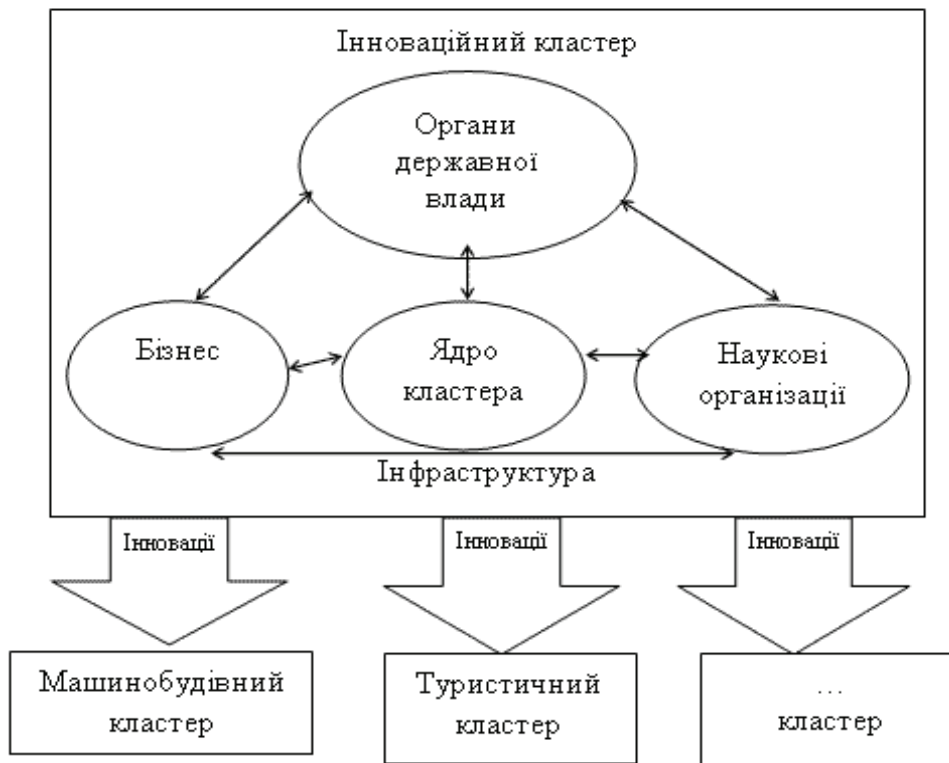 Інноваційний кластер
Органи
державної
влади
Бізнес
Ядро
кластера
Наукові
організації
Інфраструктура
Інновації
Інновації
Інновації
Машинобудівний
кластер
Туристичний
кластер
...
кластер